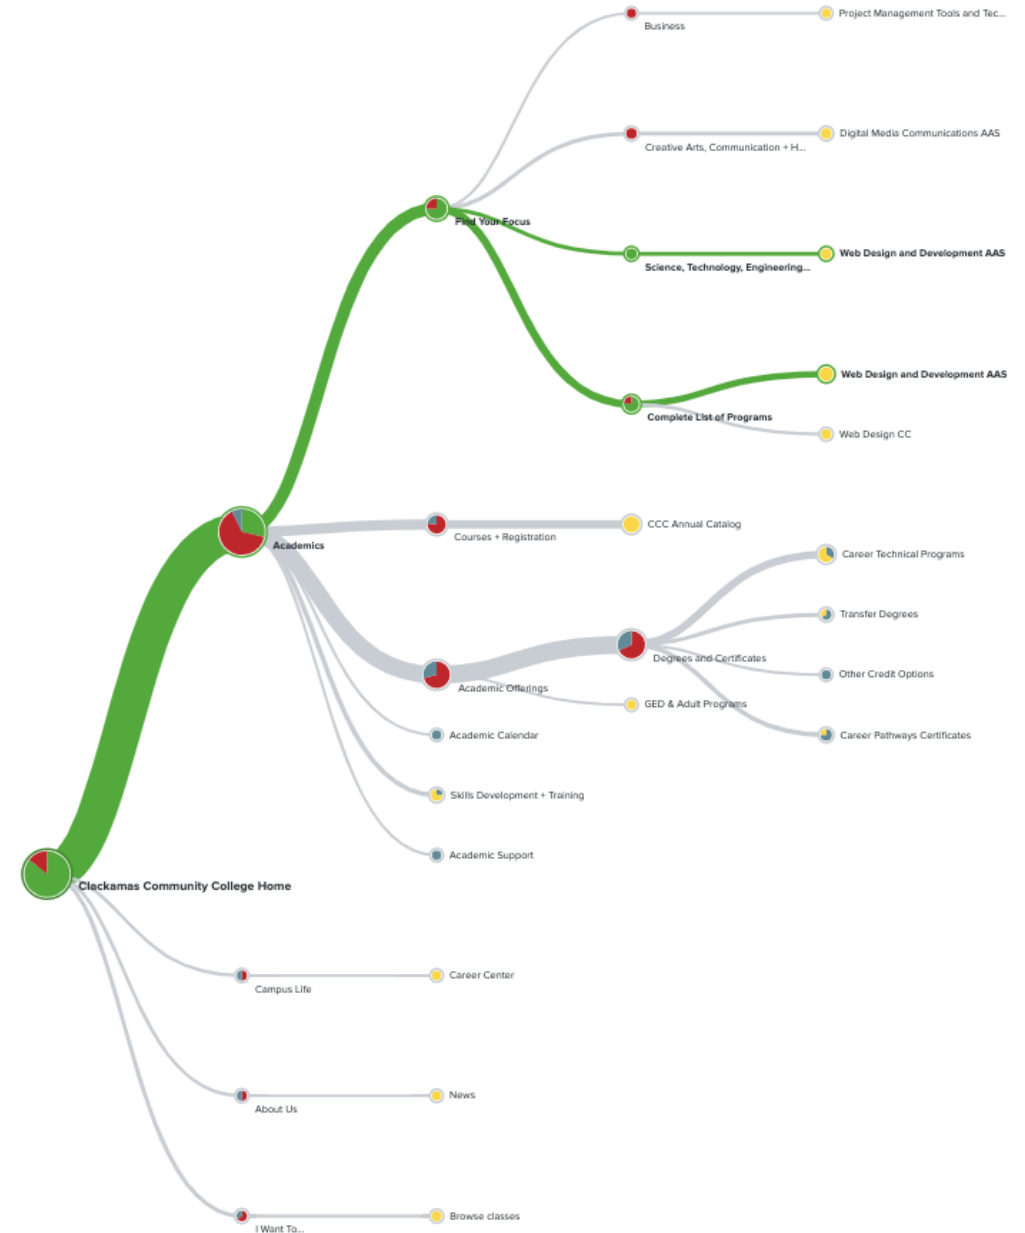 Project Management Tools and Tec...
Business
Digital Media Communications AAS
Creative Arts, Communication + H...
Find Your Focus
Web Design and Development AAS
Science, Technology, Engineering...
Web Design and Development AAS
Complete List of Programs
Web Design CC
CCC Annual Catalog
Courses + Registration
Academics
Career Technical Programs
Transfer Degrees
Degrees and Certificates
Other Credit Options
Academic Offerings
GED & Adult Programs
Academic Calendar
Career Pathways Certificates
Skills Development + Training
Academic Support
Clackamas Community College Home
Career Center
Campus Life
News
About Us
Browse classes
I Want To...